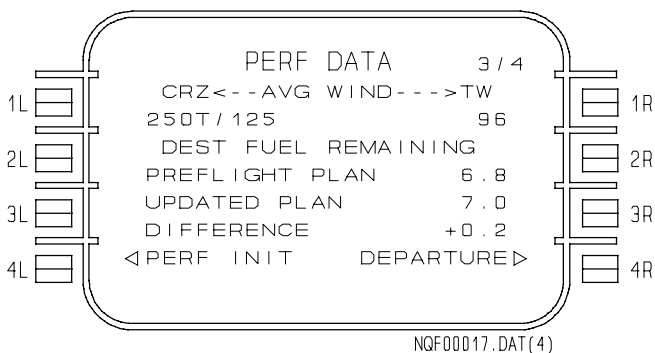 PERF DATA 3/4
CRZ<--AVG WIND--->TW
1L 1R
250T/125 96
DEST FUEL REMAINING
2L 2R
PREFLIGHT PLAN 6.8
UPDATED PLAN 7.0
3L 3R
DIFFERENCE +0.2
◁PERF INIT DEPARTURE▷
4L 4R
NQF00017.DAT(4)